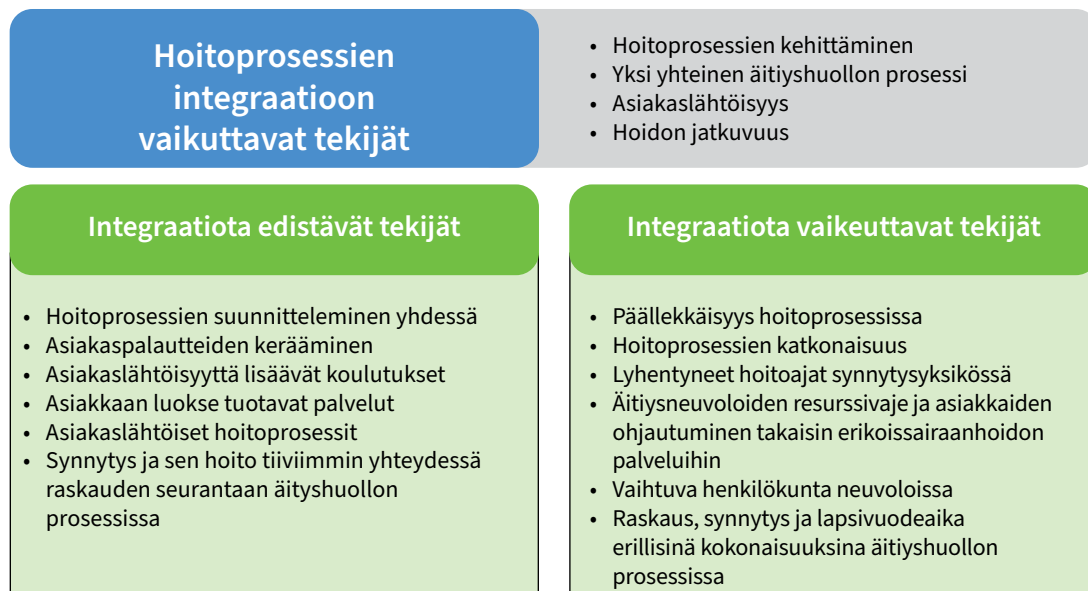 Hoitoprosessien
integraatioon
vaikuttavat tekijät
• Hoitoprosessien kehittäminen
• Yksi yhteinen äitiyshuollon prosessi
• Asiakaslähtöisyys
• Hoidon jatkuvuus
Integraatiota edistävät tekijät
• Hoitoprosessien suunnitteleminen yhdessä
• Asiakaspalautteiden kerääminen
• Asiakaslähtöisyyttä lisäävät koulutukset
• Asiakkaan luokse tuotavat palvelut
• Asiakaslähtöiset hoitoprosessit
• Synnytys ja sen hoito tiiviimmin yhteydessä
raskauden seurantaan äityshuollon
prosessissa
Integraatiota vaikeuttavat tekijät
• Päällekkäisyys hoitoprosessissa
• Hoitoprosessien katkonaisuus
• Lyhentyneet hoitoajat synnytysyksikössä
• Äitiysneuvoloiden resurssivaje ja asiakkaiden
ohjautuminen takaisin erikoissairaanhoidon
palveluihin
• Vaihtuva henkilökunta neuvoloissa
• Raskaus, synnytys ja lapsivuodeaika
erillisinä kokonaisuuksina äitiyshuollon
prosessissa